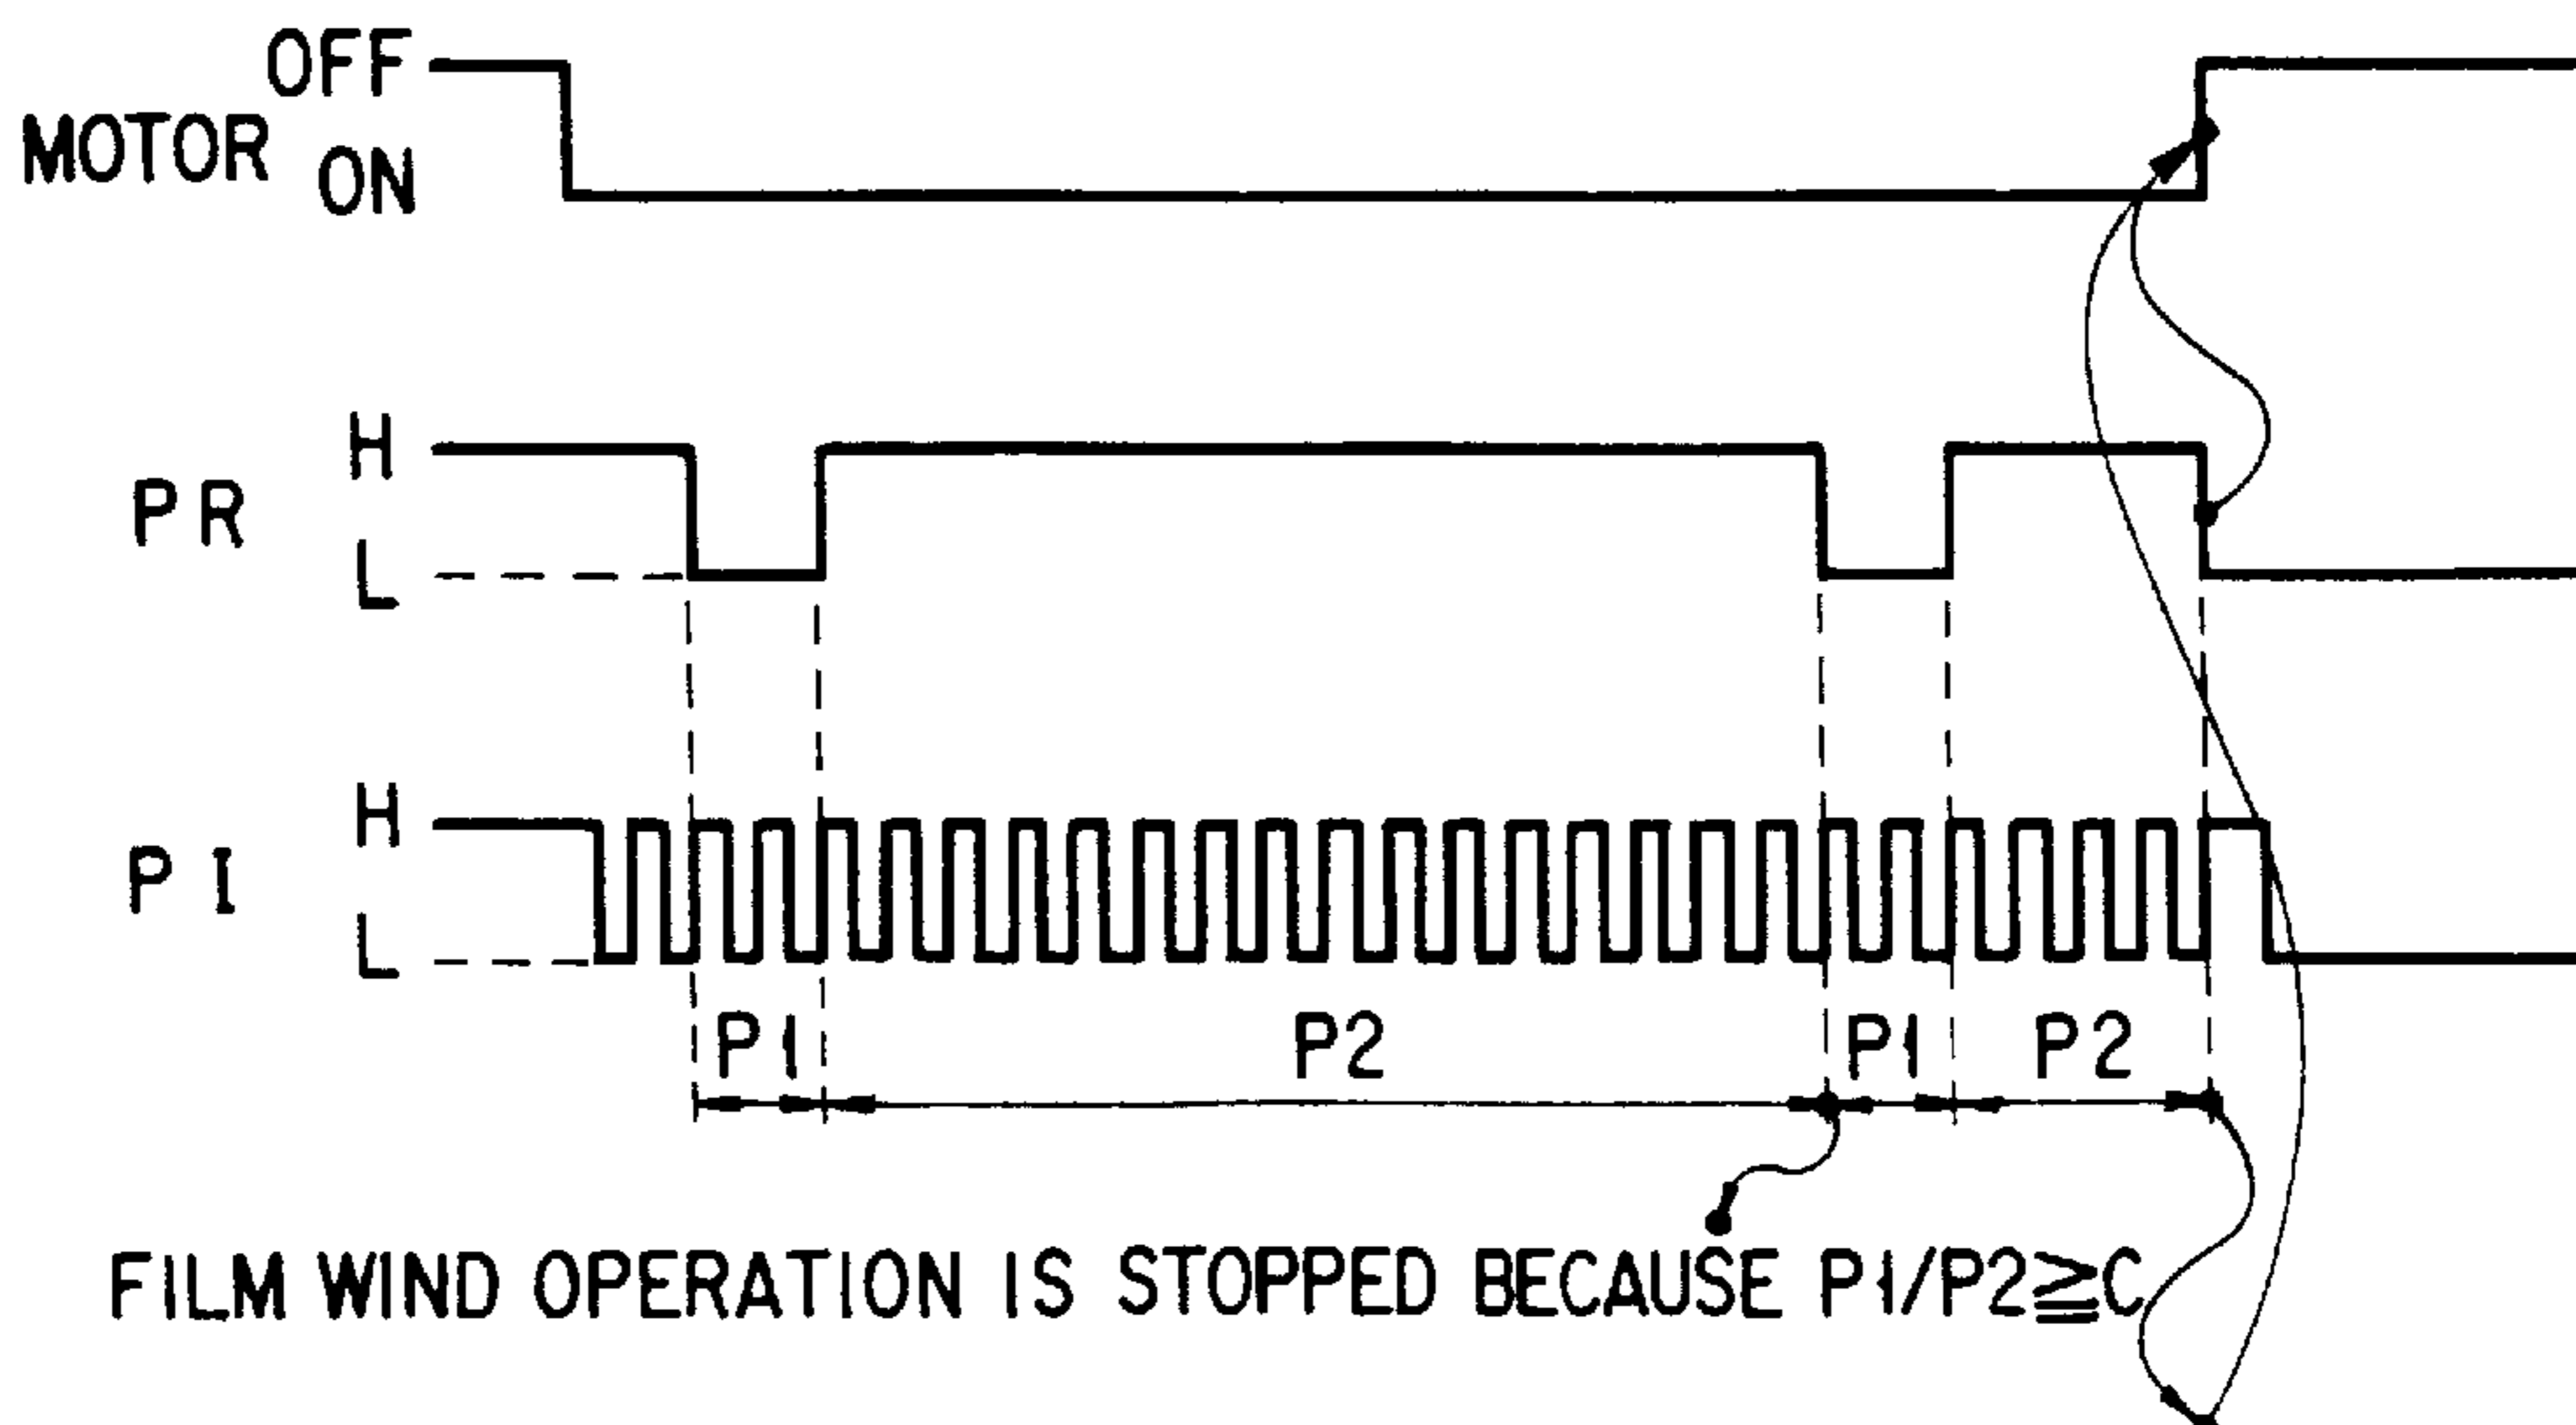 OFF
MOTOR
ON
H
PR
L
H
PI
L
P1 P2 P1 P2
FILM WIND OPERATION IS STOPPED BECAUSE P1/P2≧C